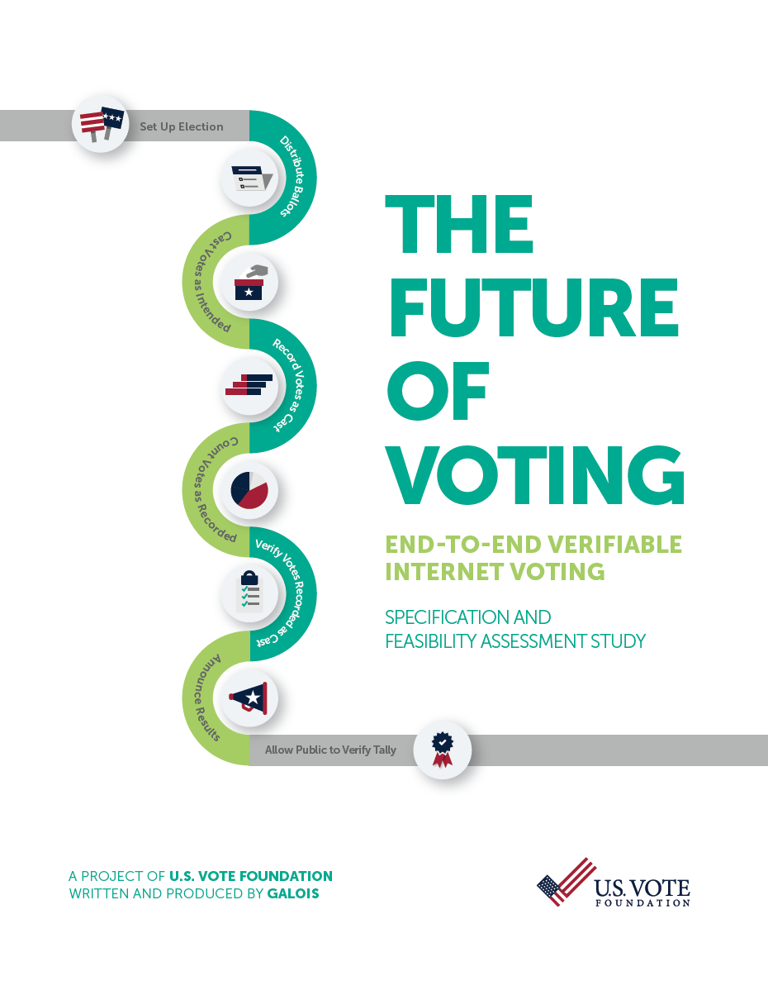 Set Up Election
Distribute Ballots
Cast Votes as Intended
Record Votes as Cast
Count Votes as Recorded
Verify Votes Recorded as Cast
Announce Results
Allow Public to Verify Tally
THE
FUTURE
OF
VOTING
END-TO-END VERIFIABLE
INTERNET VOTING
SPECIFICATION AND
FEASIBILITY ASSESSMENT STUDY
A PROJECT OF U.S. VOTE FOUNDATION
WRITTEN AND PRODUCED BY GALOIS
U.S. VOTE
FOUNDATION